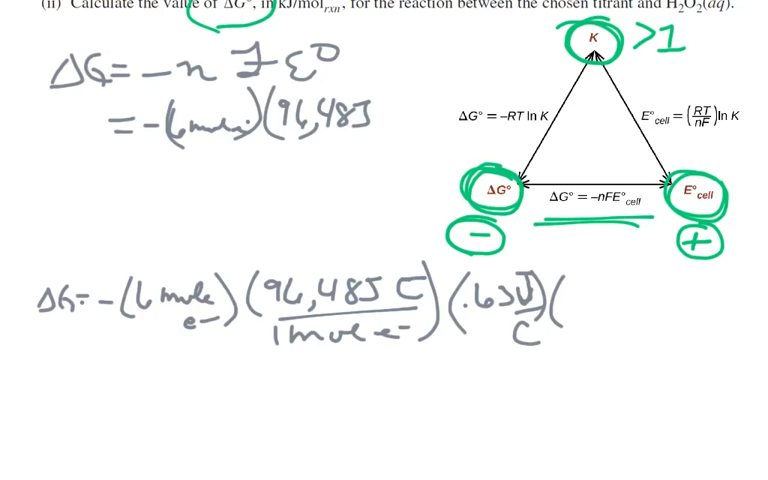 (ii) Calculate the value of ΔG°, in kJ/mol_rxn, for the reaction between the chosen titrant and H₂O₂(aq).
K >1
ΔG = -n F ε°
= -(6 mole e-)(96,485
ΔG° = –RT ln K
E°cell = (RT/nF) ln K
ΔG°
ΔG° = –nFE°cell
E°cell
-
+
ΔG = -(6 mole e-)(96,485 C / 1 mole e-)(.63 J/C)(